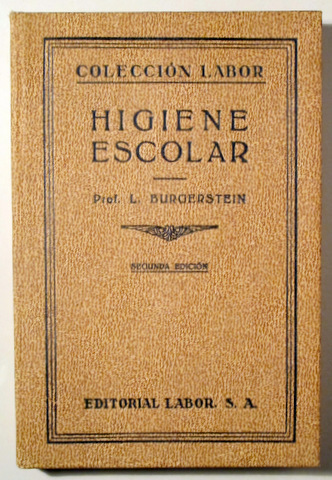 COLECCIÓN LABOR
HIGIENE
ESCOLAR
Prof. L. BURGERSTEIN
SEGUNDA EDICIÓN
EDITORIAL LABOR. S. A.